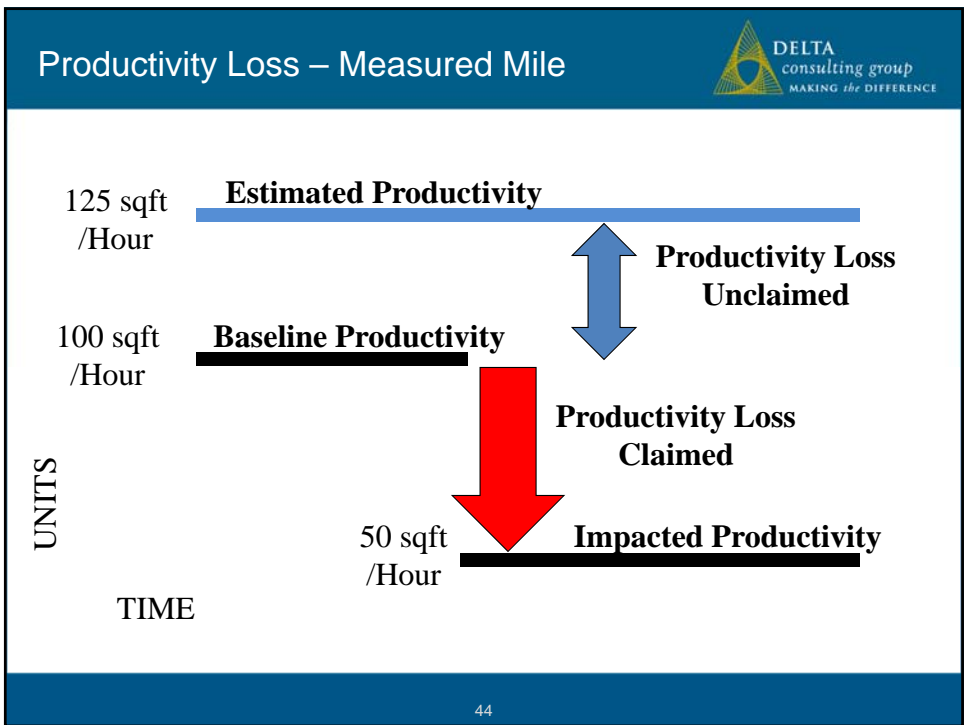 Productivity Loss – Measured Mile
DELTA
consulting group
MAKING the DIFFERENCE
125 sqft
/Hour
Estimated Productivity
Productivity Loss
Unclaimed
100 sqft
/Hour
Baseline Productivity
Productivity Loss
Claimed
UNITS
50 sqft
/Hour
Impacted Productivity
TIME
44